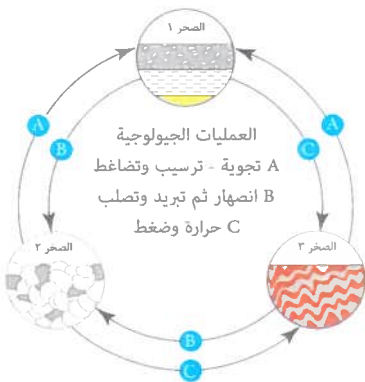 الصخر ١
A
A
B
C
العمليات الجيولوجية
A تجوية - ترسيب وتضاغط
B انصهار ثم تبريد وتصلب
C حرارة وضغط
الصخر ٢
الصخر ٣
B
C